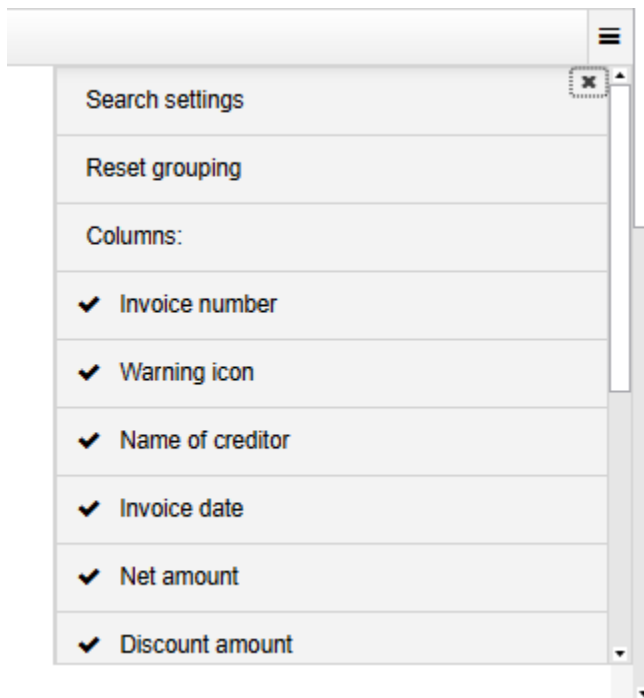 Search settings
Reset grouping
Columns:
Invoice number
Warning icon
Name of creditor
Invoice date
Net amount
Discount amount